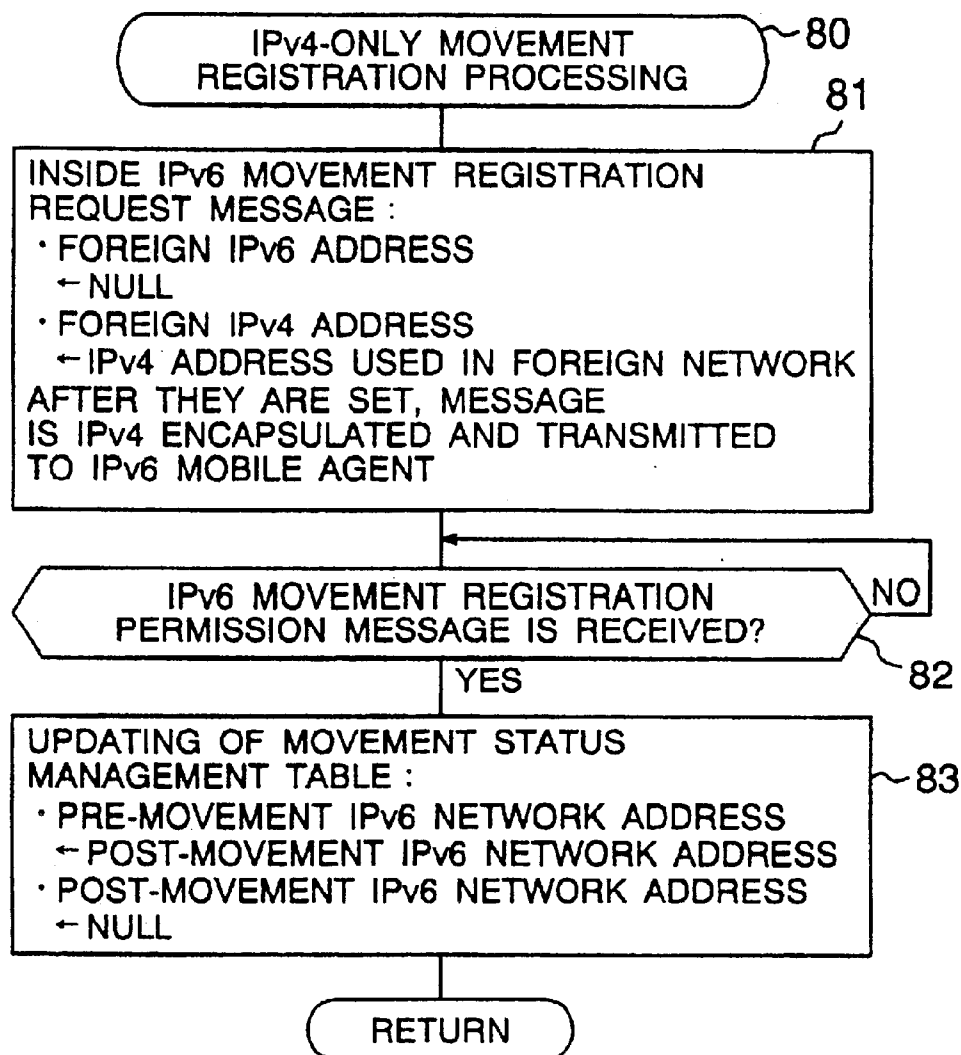 IPv4-ONLY MOVEMENT
REGISTRATION PROCESSING
80
81
INSIDE IPv6 MOVEMENT REGISTRATION
REQUEST MESSAGE :
・FOREIGN IPv6 ADDRESS
←NULL
・FOREIGN IPv4 ADDRESS
←IPv4 ADDRESS USED IN FOREIGN NETWORK
AFTER THEY ARE SET, MESSAGE
IS IPv4 ENCAPSULATED AND TRANSMITTED
TO IPv6 MOBILE AGENT
IPv6 MOVEMENT REGISTRATION
PERMISSION MESSAGE IS RECEIVED?
NO
82
YES
UPDATING OF MOVEMENT STATUS
MANAGEMENT TABLE :
・PRE-MOVEMENT IPv6 NETWORK ADDRESS
←POST-MOVEMENT IPv6 NETWORK ADDRESS
・POST-MOVEMENT IPv6 NETWORK ADDRESS
←NULL
83
RETURN